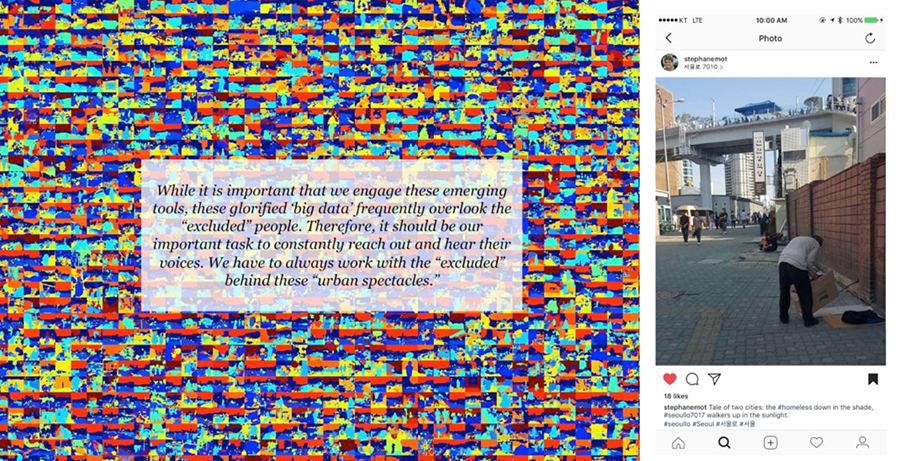 While it is important that we engage these emerging
tools, these glorified ‘big data’ frequently overlook the
“excluded” people. Therefore, it should be our
important task to constantly reach out and hear their
voices. We have to always work with the “excluded”
behind these “urban spectacles.”
KT LTE 10:00 AM 100%
Photo
stephanemot
서울로 7010 >
18 likes
stephanemot Tale of two cities: the #homeless down in the shade,
#seoullo7017 walkers up in the sunlight.
#seoullo #Seoul #서울로 #서울